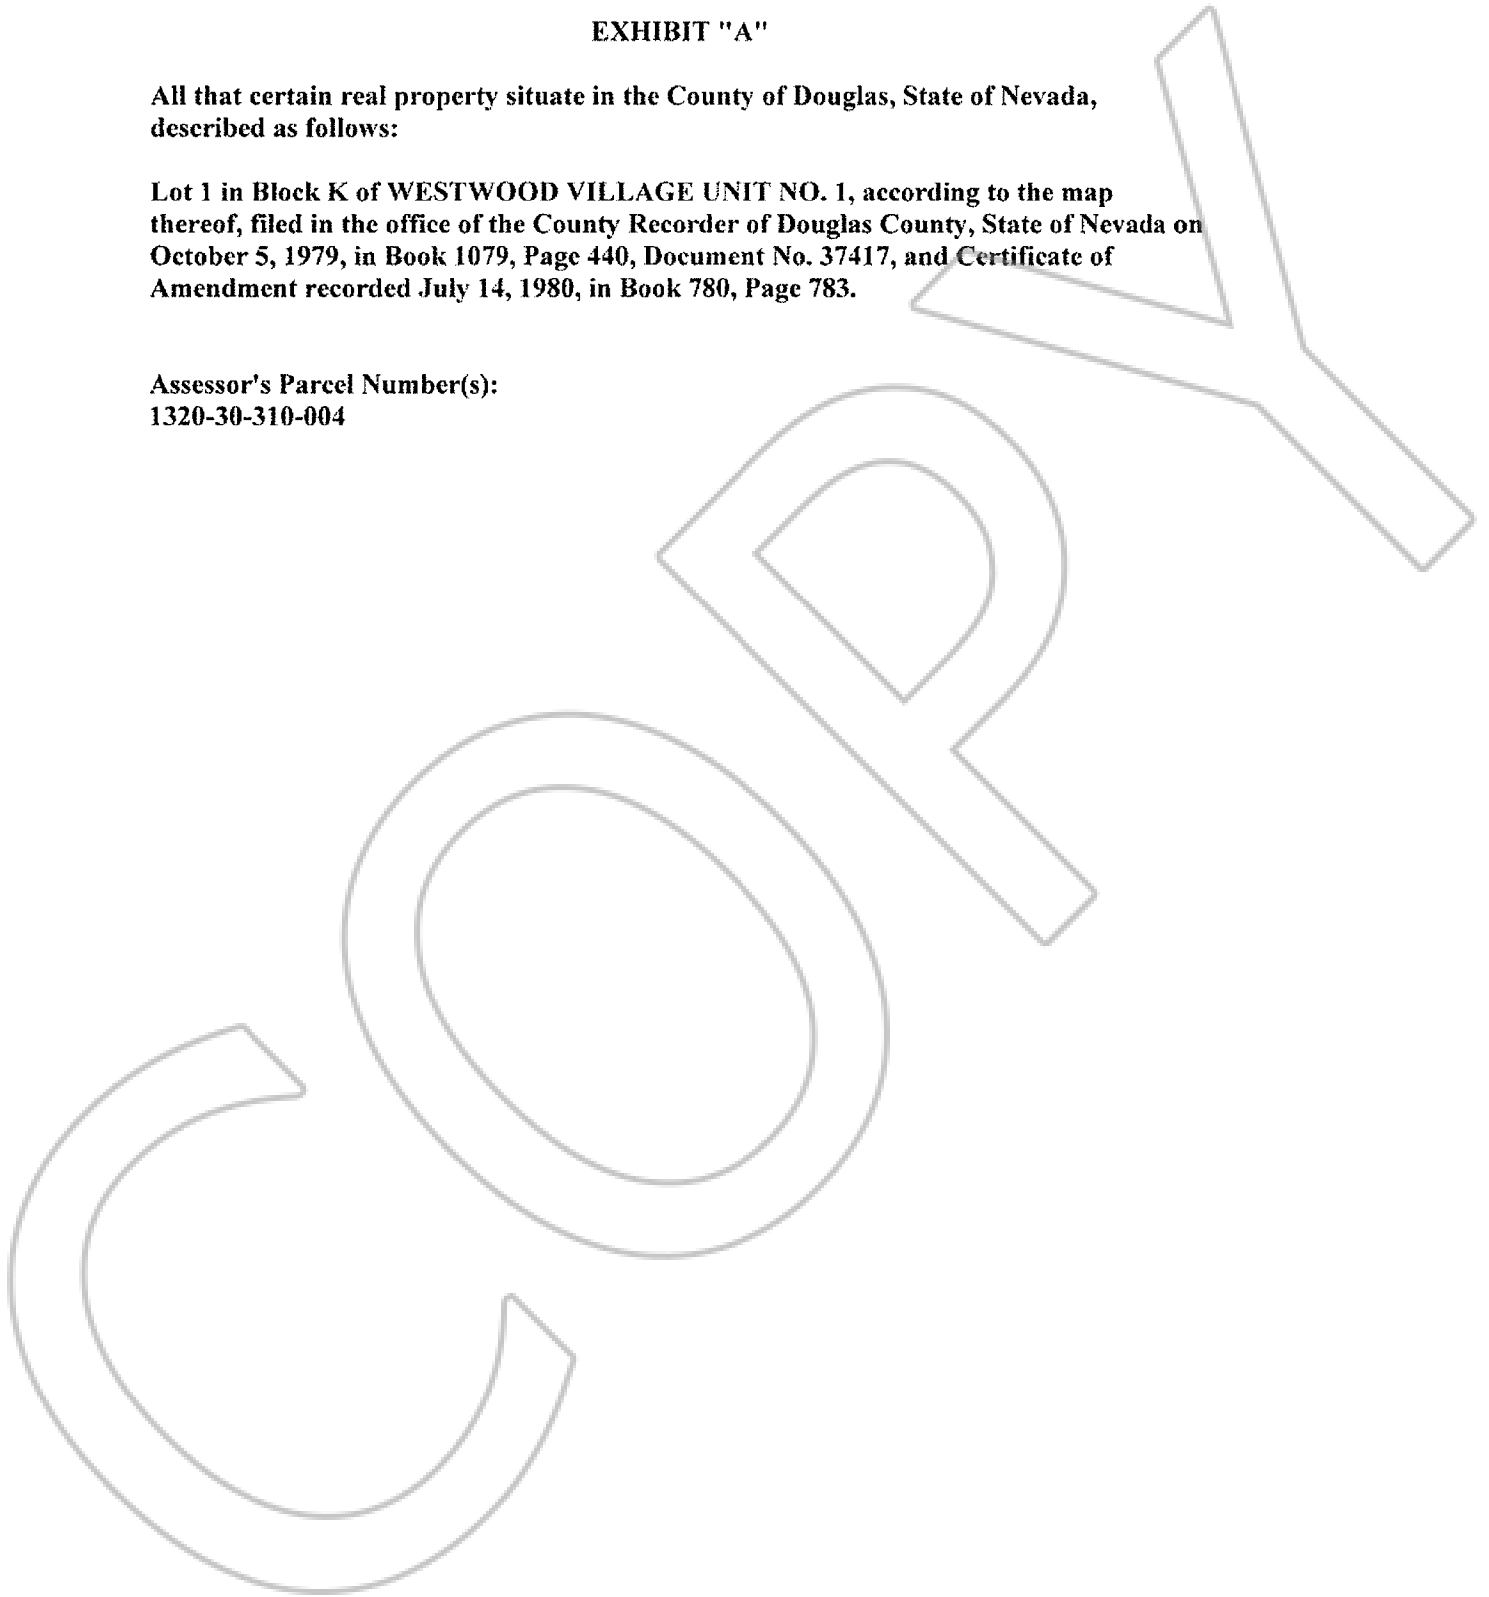 EXHIBIT "A"
All that certain real property situate in the County of Douglas, State of Nevada,
described as follows:
Lot 1 in Block K of WESTWOOD VILLAGE UNIT NO. 1, according to the map
thereof, filed in the office of the County Recorder of Douglas County, State of Nevada on
October 5, 1979, in Book 1079, Page 440, Document No. 37417, and Certificate of
Amendment recorded July 14, 1980, in Book 780, Page 783.
Assessor's Parcel Number(s):
1320-30-310-004
COPY